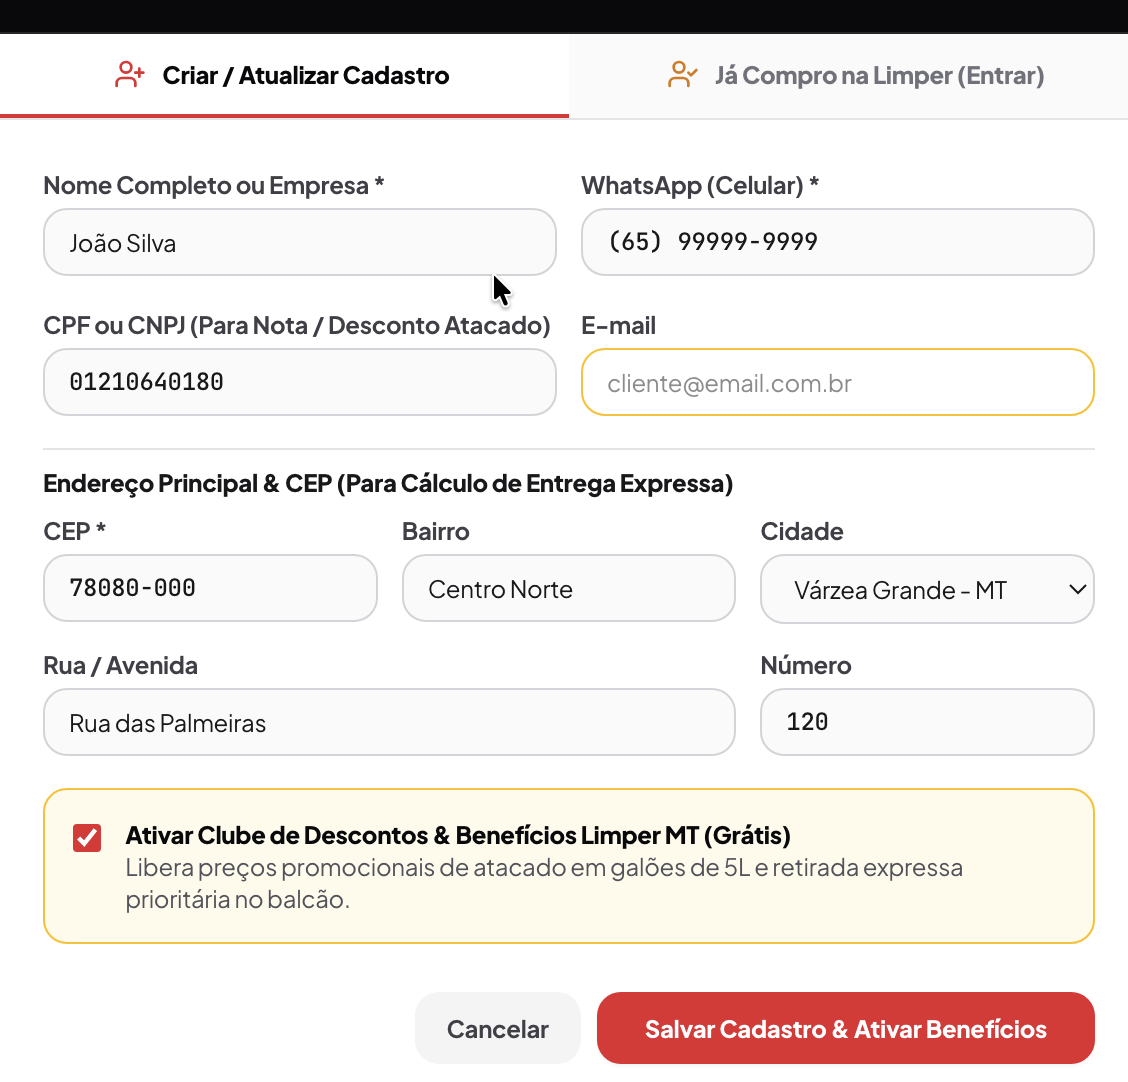 Criar / Atualizar Cadastro
Já Compro na Limper (Entrar)
Nome Completo ou Empresa *
WhatsApp (Celular) *
João Silva
(65) 99999-9999
CPF ou CNPJ (Para Nota / Desconto Atacado)
E-mail
01210640180
cliente@email.com.br
Endereço Principal & CEP (Para Cálculo de Entrega Expressa)
CEP *
Bairro
Cidade
78080-000
Centro Norte
Várzea Grande - MT
Rua / Avenida
Número
Rua das Palmeiras
120
Ativar Clube de Descontos & Benefícios Limper MT (Grátis)
Libera preços promocionais de atacado em galões de 5L e retirada expressa
prioritária no balcão.
Cancelar
Salvar Cadastro & Ativar Benefícios